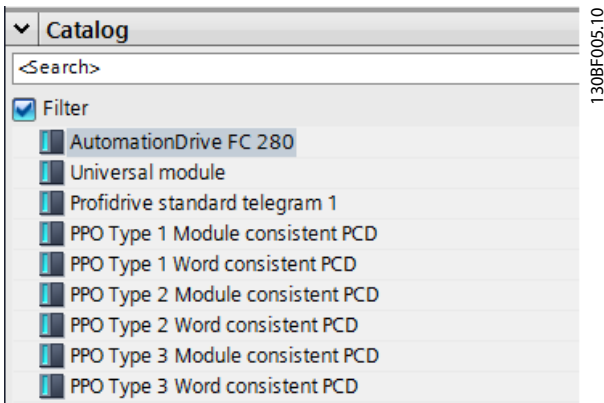 Catalog
<Search>
Filter
AutomationDrive FC 280
Universal module
Profidrive standard telegram 1
PPO Type 1 Module consistent PCD
PPO Type 1 Word consistent PCD
PPO Type 2 Module consistent PCD
PPO Type 2 Word consistent PCD
PPO Type 3 Module consistent PCD
PPO Type 3 Word consistent PCD
130BF005.10